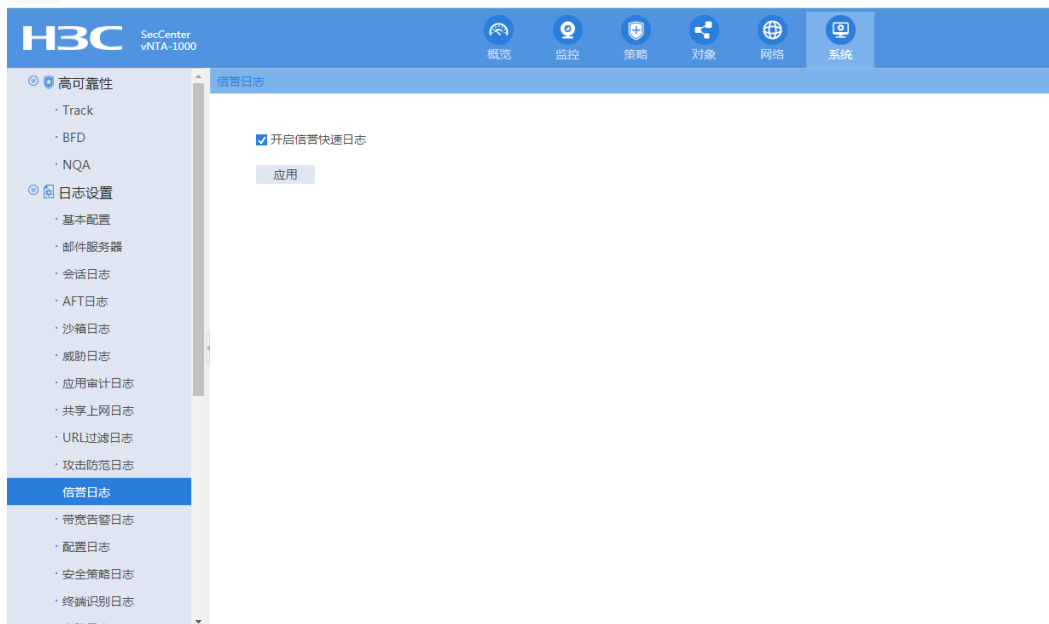 H3C SecCenter
vNTA-1000
概览 监控 策略 对象 网络 系统
高可靠性
· Track
· BFD
· NQA
日志设置
· 基本配置
· 邮件服务器
· 会话日志
· AFT日志
· 沙箱日志
· 威胁日志
· 应用审计日志
· 共享上网日志
· URL过滤日志
· 攻击防范日志
信誉日志
· 带宽告警日志
· 配置日志
· 安全策略日志
· 终端识别日志
信誉日志
开启信誉快速日志
应用